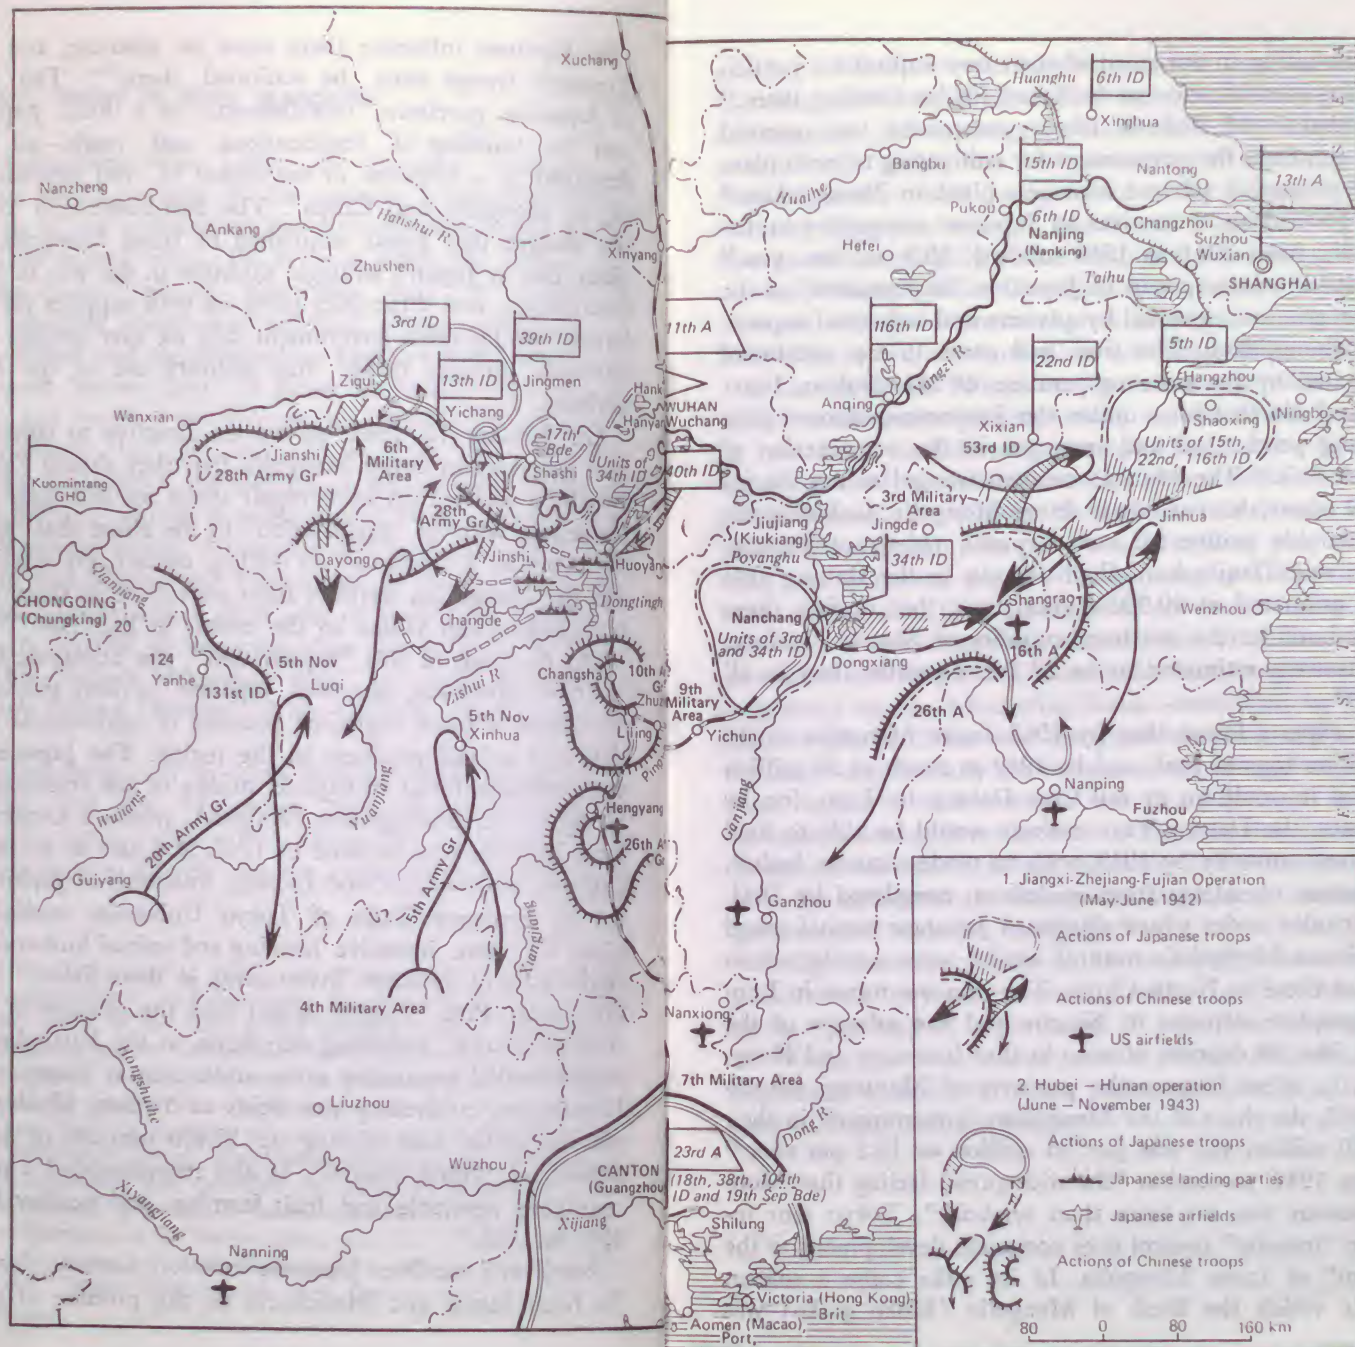 Xuchang
Huanghu
6th ID
Xinghua
Bangbu
15th ID
Nantong
13th A
Nanzheng
Huaihe
Pukou
Hanshui R.
Ankang
6th ID
Nanjing
(Nanking)
Changzhou
Suzhou
Wuxian
Xinyang
Hefei
Zhushen
Taihu
SHANGHAI
3rd ID
39th ID
11th A
116th ID
22nd ID
5th ID
13th ID
Zigui
Jingmen
Yangzi R.
Hangzhou
Wanxian
Yichang
WUHAN
Wuchang
Anqing
Xixian
Shaoxing
Ningbo
17th
Bde
Units of 15th,
22nd, 116th ID
Jianshi
28th Army Gr
6th
Military
Area
Shashi
Units of
34th ID
40th ID
53rd ID
Kuomintang
GHQ
28th
Army Gr
3rd Military
Area
Jingde
Jiujiang
(Kiukiang)
Poyanghu
Jinhua
Dayong
Jinshi
Huoyan
34th ID
Qianjiang
CHONGQING
(Chungking)
20
Changde
Dongtingh
Nanchang
Shangrao
Wenzhou
Units of 3rd
and 34th ID
Dongxiang
16th A
124
Yanhe
131st ID
5th Nov
Luqi
Zishui R
Changsha
10th A
9th
Military
Area
26th A
5th Nov
Xinhua
Liling
Yichun
Nanping
Fuzhou
Wujiang
Yuanjiang
Hengyang
Ganjiang
20th Army Gr
26th A
Gr
Guiyang
5th Army Gr
Xiangjiang
Ganzhou
4th Military Area
Nanxiong
7th Military Area
Hongshuihe
Liuzhou
Dong R.
Wuzhou
CANTON
(Guangzhou
23rd A
(18th, 38th, 104th
ID and 19th Sep Bde)
Xiyangjiang
Xijiang
Shilung
Nanning
Victoria (Hong Kong)
Brit
Aomen (Macao),
Port,
1. Jiangxi-Zhejiang-Fujian Operation
(May-June 1942)
Actions of Japanese troops
Actions of Chinese troops
US airfields
2. Hubei – Hunan operation
(June – November 1943)
Actions of Japanese troops
Japanese landing parties
Japanese airfields
Actions of Chinese troops
80 0 80 160 km